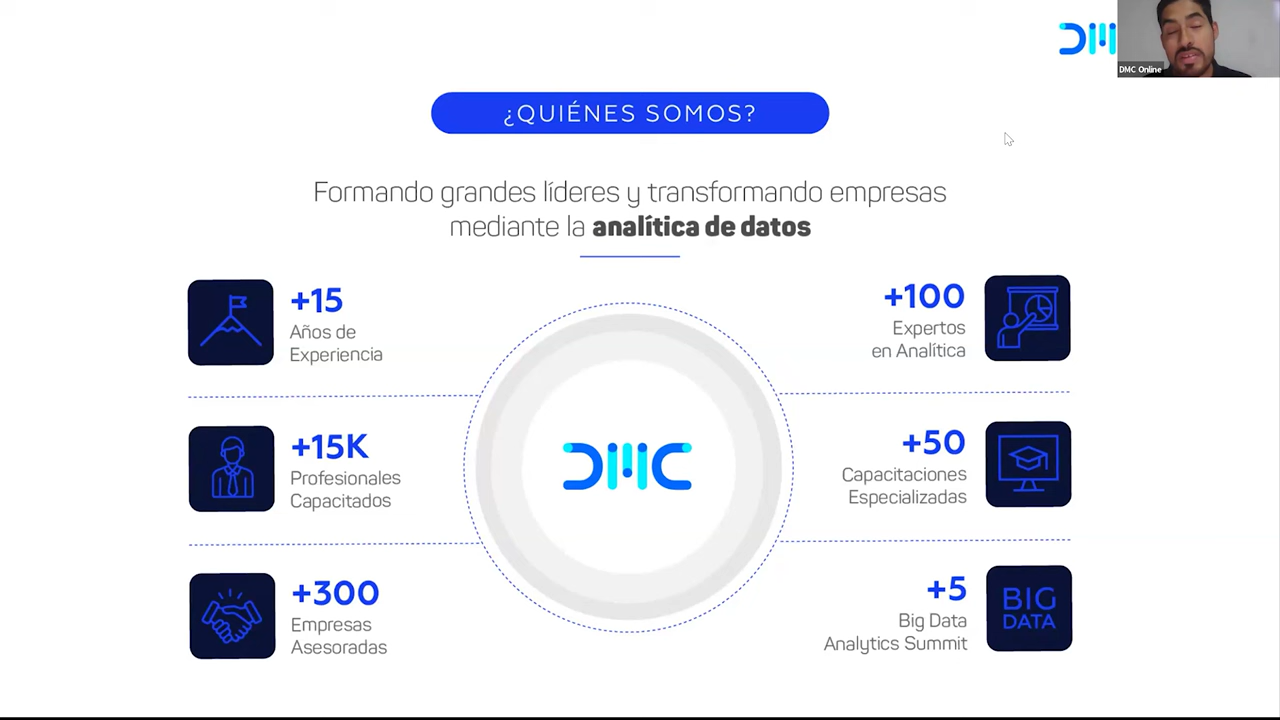 DMC Online
¿QUIÉNES SOMOS?
Formando grandes líderes y transformando empresas
mediante la analítica de datos
+15
Años de
Experiencia
+15K
Profesionales
Capacitados
+300
Empresas
Asesoradas
DMC
+100
Expertos
en Analítica
+50
Capacitaciones
Especializadas
+5
Big Data
Analytics Summit
BIG
DATA